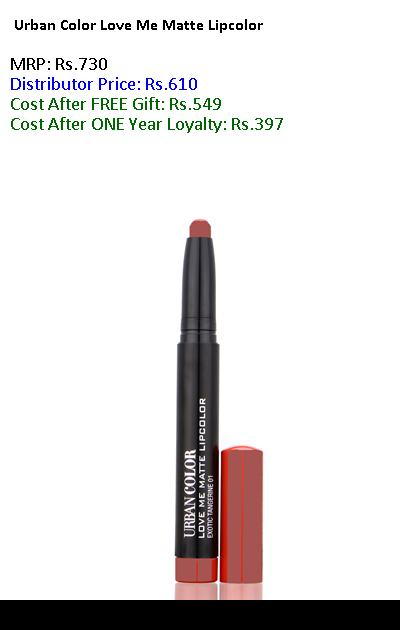 Urban Color Love Me Matte Lipcolor
MRP: Rs.730
Distributor Price: Rs.610
Cost After FREE Gift: Rs.549
Cost After ONE Year Loyalty: Rs.397
URBAN COLOR
LOVE ME MATTE LIPCOLOR
EXOTIC TANGERINE 01